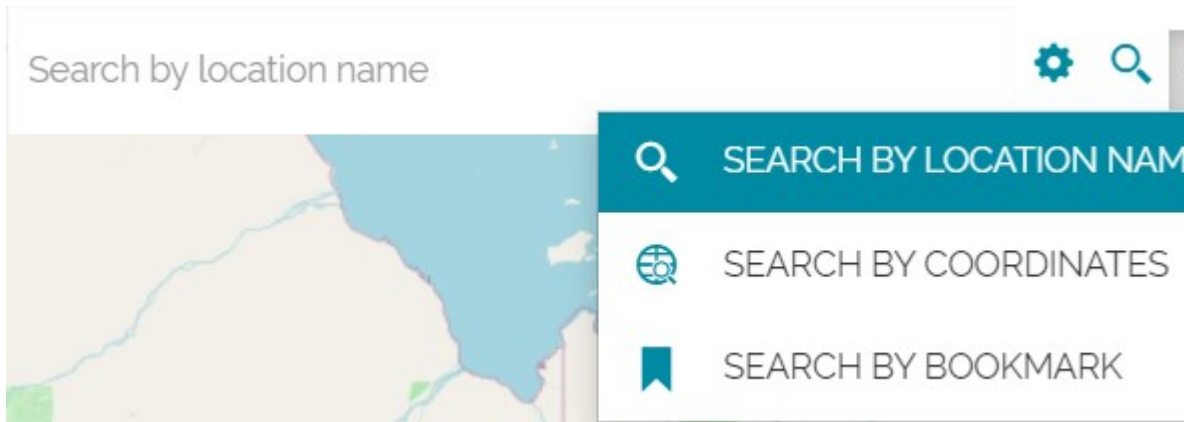 Search by location name
SEARCH BY LOCATION NAM
SEARCH BY COORDINATES
SEARCH BY BOOKMARK